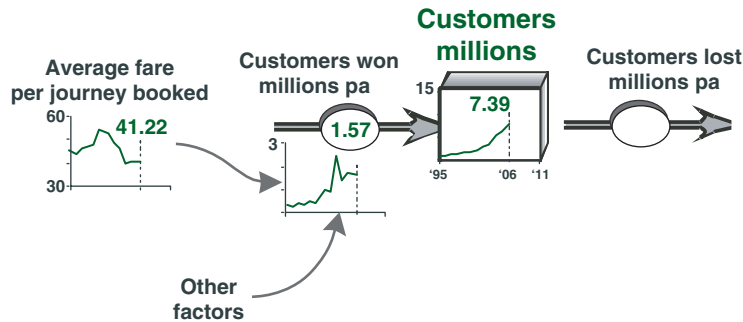 Customers
millions
Customers won
millions pa
Customers lost
millions pa
Average fare
per journey booked
15
7.39
60
41.22
1.57
3
30
‘95
‘06
‘11
Other
factors